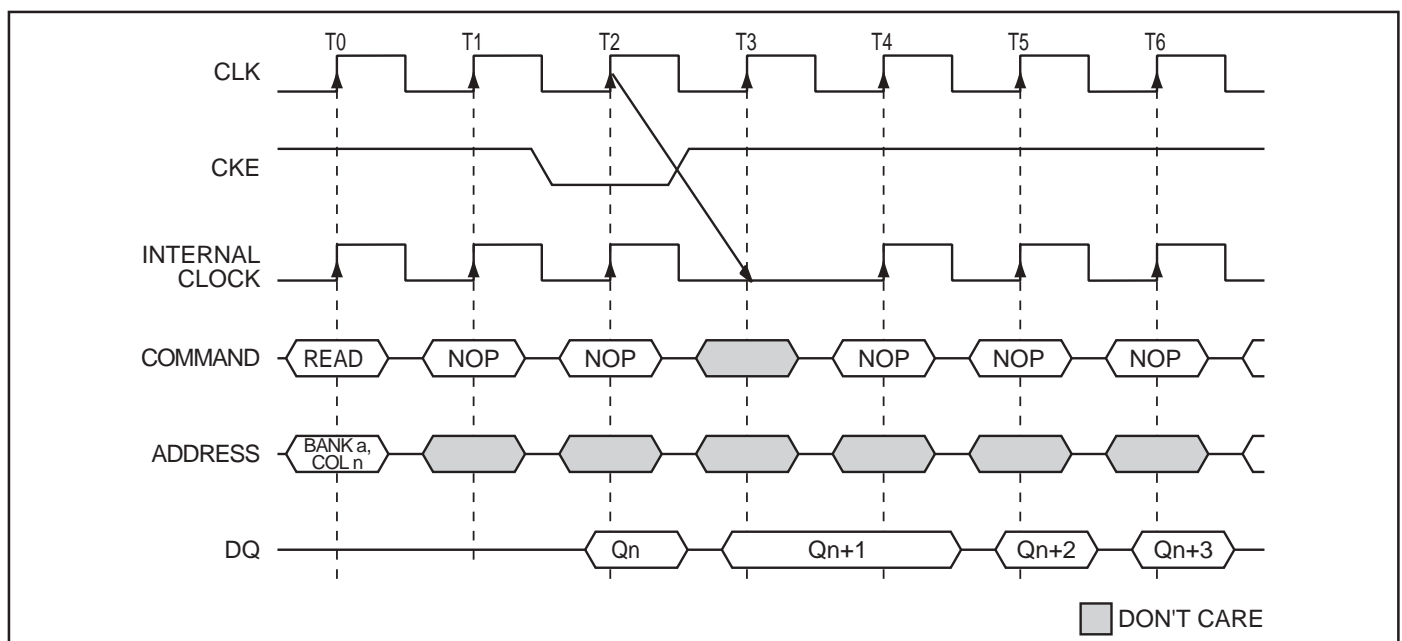 T0 T1 T2 T3 T4 T5 T6
CLK
CKE
INTERNAL
CLOCK
COMMAND READ NOP NOP NOP NOP NOP
ADDRESS BANK a,
COL n
DQ Qn Qn+1 Qn+2 Qn+3
DON'T CARE